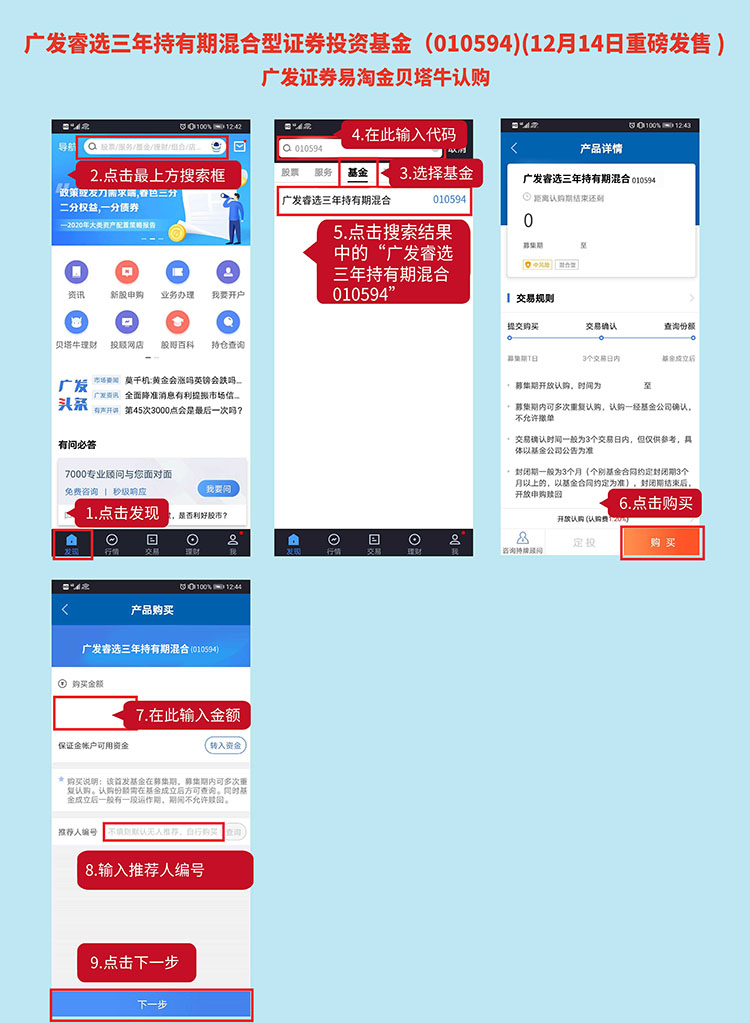 广发睿选三年持有期混合型证券投资基金（010594)(12月14日重磅发售 )
广发证券易淘金贝塔牛认购
100% 12:42
导航
股票/服务/基金/理财/组合/店...
2.点击最上方搜索框
政策致发力需求端,春色三分
二分权益,一分债券
—2020年大类资产配置策略报告
资讯
新股申购
业务办理
我要开户
贝塔牛理财
投顾网店
股哥百科
持仓查询
广发头条
市场要闻 莫干机:黄金会涨吗英镑会跌吗...
广发资讯 全面降准消息有利提振市场信...
有声开讲 第45次3000点会是最后一次吗?
有问必答
7000专业顾问与您面对面
免费咨询 | 秒级响应
我要问
1.点击发现
，是否利好股市?
发现 行情 交易 理财 我
4.在此输入代码
010594
取消
股票 服务 基金
3.选择基金
广发睿选三年持有期混合 010594
5.点击搜索结果
中的“广发睿选
三年持有期混合
010594”
发现 行情 交易 理财 我
100% 12:43
产品详情
广发睿选三年持有期混合 010594
距离认购期结束还剩
0
募集期 至
中风险 混合型
交易规则
提交购买 交易确认 查询份额
募集期T日 3个交易日内 基金成立后
募集期开放认购，时间为 至
募集期内可多次重复认购，认购一经基金公司确认，
不允许撤单
交易确认时间一般为3个交易日内，但仅供参考，具
体以基金公司公告为准
封闭期一般为3个月（个别基金合同约定封闭期3个
月以上的，以基金合同约定为准），封闭期结束后，
开放申购赎回
6.点击购买
开放认购 (认购费1.20%)
咨询持牌顾问
定投
购买
100% 12:44
产品购买
广发睿选三年持有期混合 (010594)
购买金额
7.在此输入金额
保证金帐户可用资金
转入资金
购买说明：该首发基金在募集期，募集期内可多次重
复认购。认购份额需在基金成立后方可查询。同时基
金成立后一般有一段运作期，期间不允许赎回。
推荐人编号 不填则默认无人推荐，自行购买 查询
8.输入推荐人编号
9.点击下一步
下一步